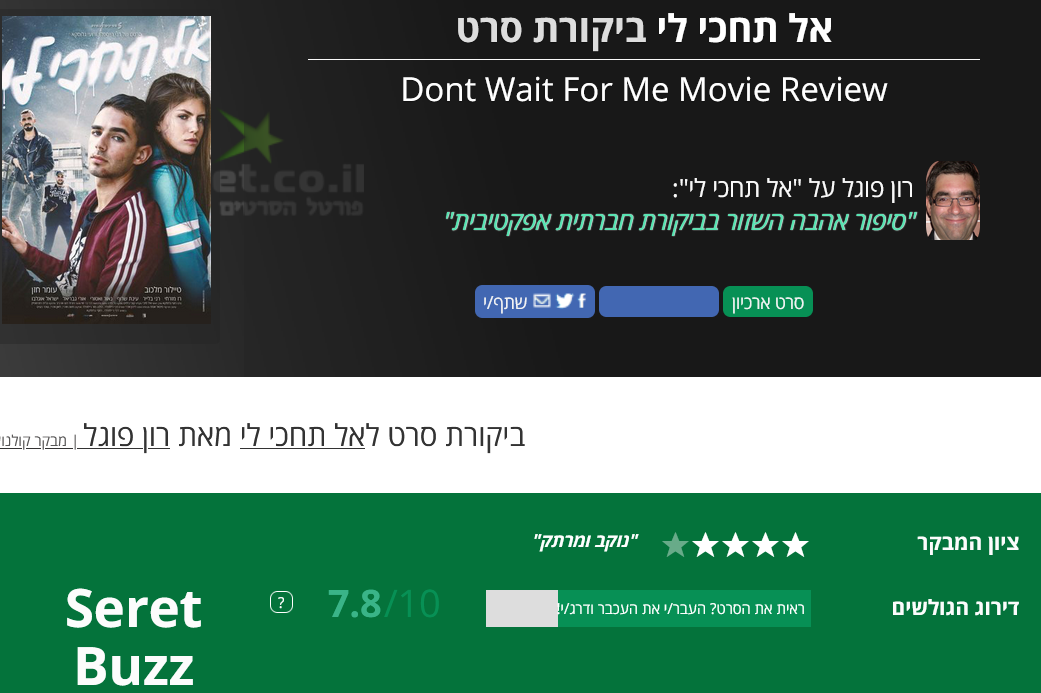 אל תחכי לי ביקורת סרט
Dont Wait For Me Movie Review
אל תחכי לי
טיילור מלכוב
עומר חזן
et.co.il
פורטל הסרטים
רון פוגל על "אל תחכי לי":
"סיפור אהבה השזור בביקורת חברתית אפקטיבית"
סרט ארכיון
שתף/י
ביקורת סרט לאל תחכי לי מאת רון פוגל | מבקר קולנו
ציון המבקר
"נוקב ומרתק"
דירוג הגולשים
ראית את הסרט? העבר/י את העכבר ודרג/י!
7.8/10
?
Seret
Buzz